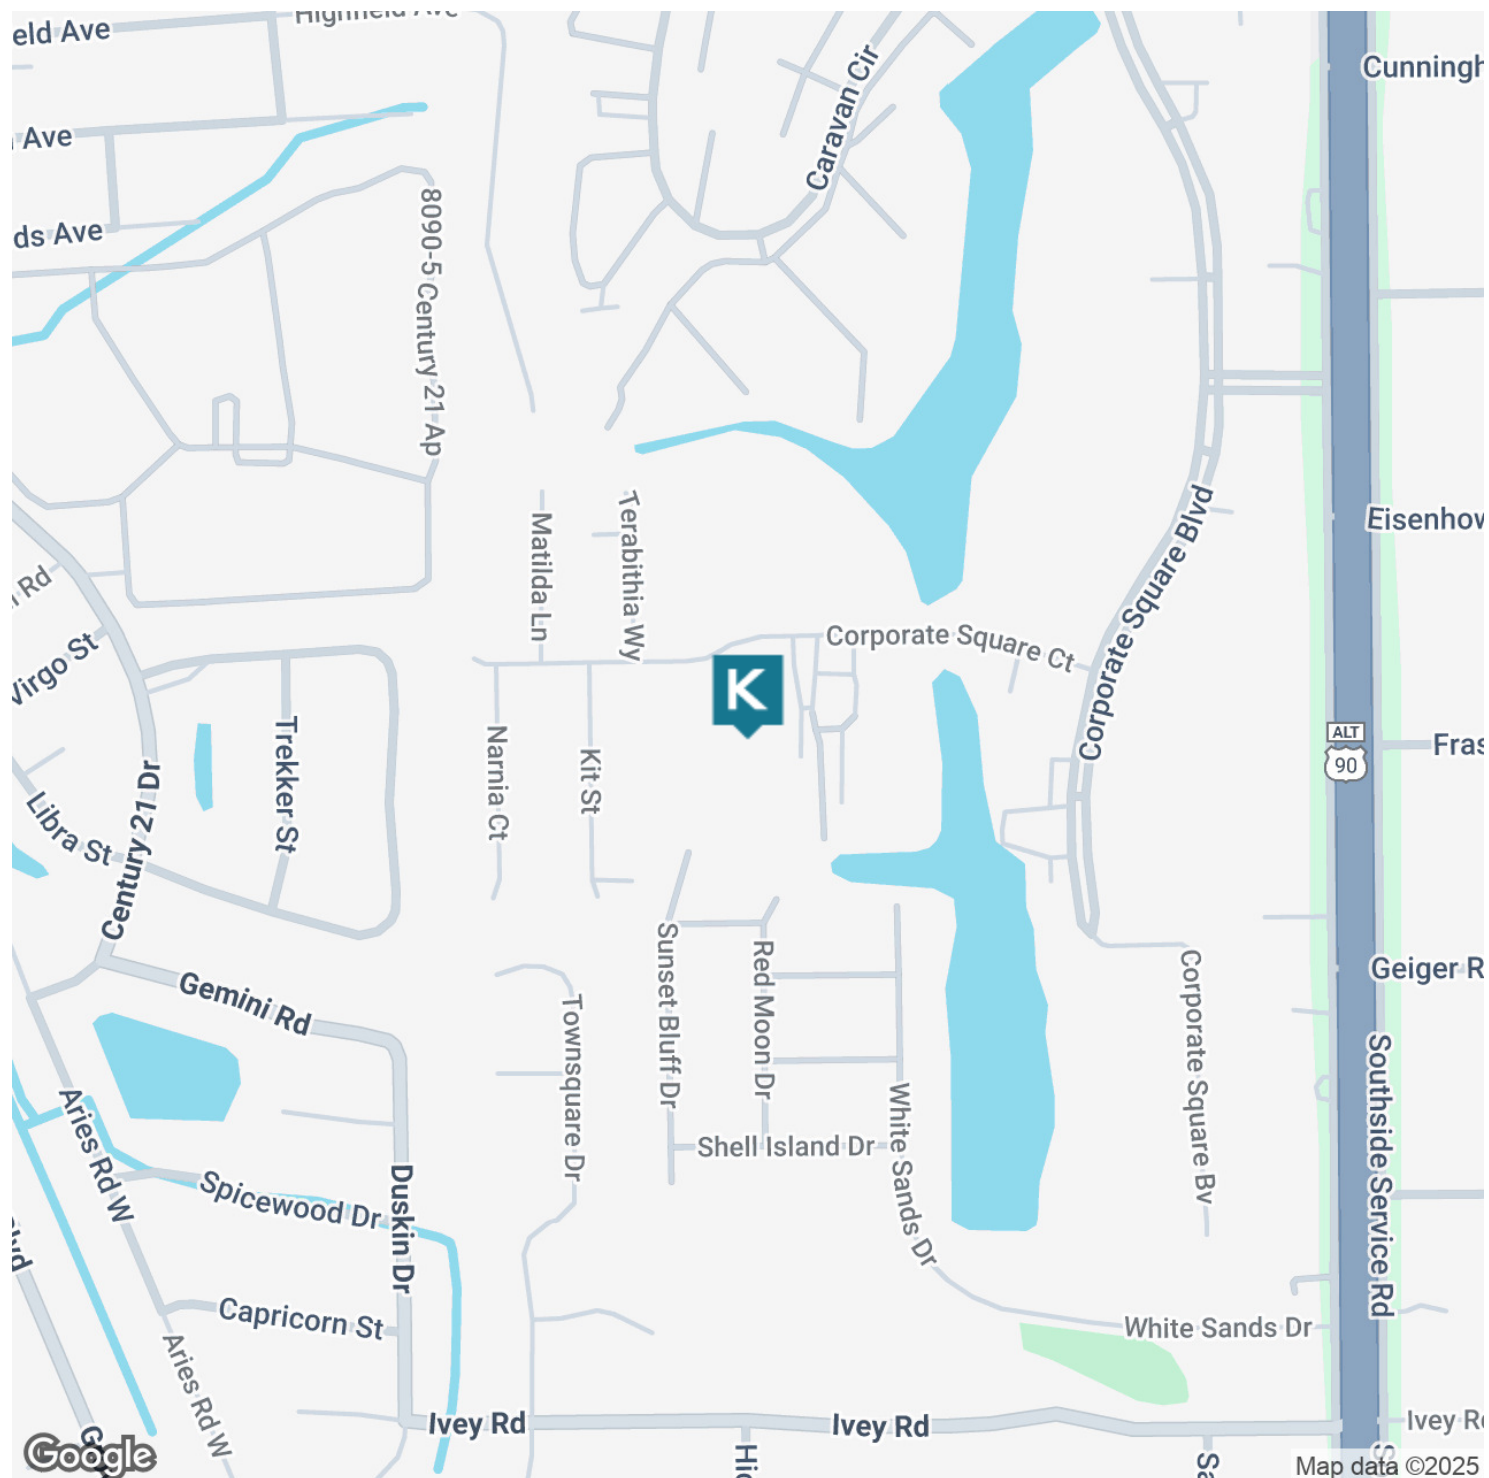 Highfield Ave
eld Ave
Cunningh
Caravan Cir
Ave
8090-5 Century 21 Ap
ds Ave
Terabithia Wy
Matilda Ln
Corporate Square Blvd
Eisenhow
Rd
Virgo St
Corporate Square Ct
K
Trekker St
Narnia Ct
Kit St
ALT
90
Fras
Century 21 Dr
Libra St
Sunset Bluff Dr
Red Moon Dr
Corporate Square Bv
Geiger R
Gemini Rd
Townsquare Dr
Southside Service Rd
Aries Rd W
White Sands Dr
Shell Island Dr
Duskin Dr
Spicewood Dr
lvd
Capricorn St
White Sands Dr
Aries Rd W
Ivey Rd
Ivey Rd
Ivey R
Google
Map data ©2025